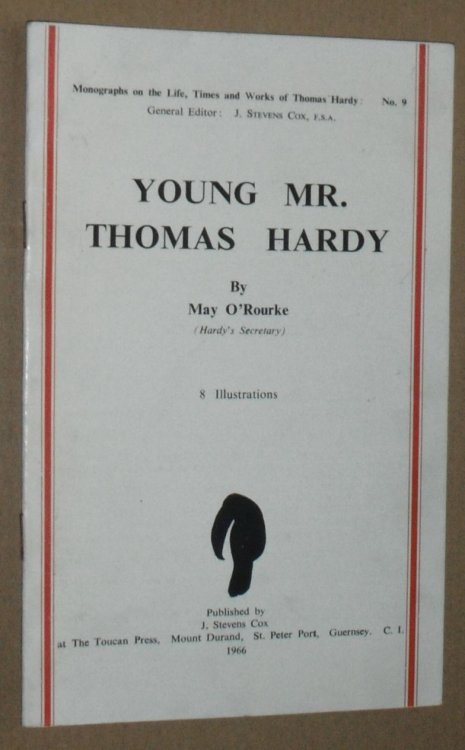 Monographs on the Life, Times and Works of Thomas Hardy: No. 9
General Editor: J. STEVENS COX, F.S.A.
YOUNG MR.
THOMAS HARDY
By
May O'Rourke
(Hardy's Secretary)
8 Illustrations
Published by
J. Stevens Cox
at The Toucan Press, Mount Durand, St. Peter Port, Guernsey, C. I.
1966